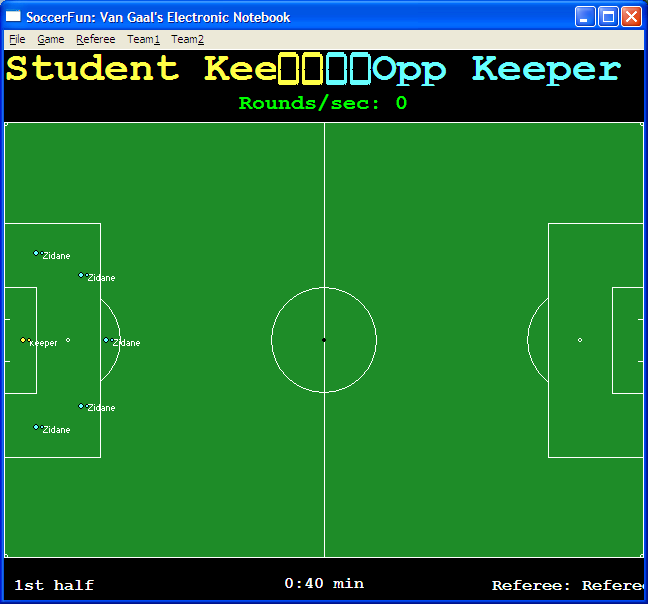 SoccerFun: Van Gaal's Electronic Notebook
File Game Referee Team1 Team2
Student Kee▯▯▯▯Opp Keeper
Rounds/sec: 0
Zidane
Zidane
Keeper
Zidane
Zidane
Zidane
1st half 0:40 min Referee: Referee